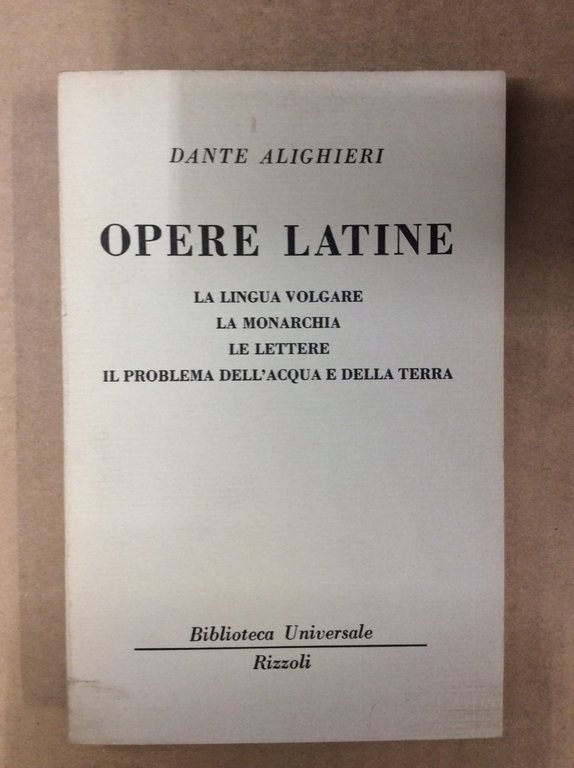 DANTE ALIGHIERI
OPERE LATINE
LA LINGUA VOLGARE
LA MONARCHIA
LE LETTERE
IL PROBLEMA DELL'ACQUA E DELLA TERRA
Biblioteca Universale
Rizzoli